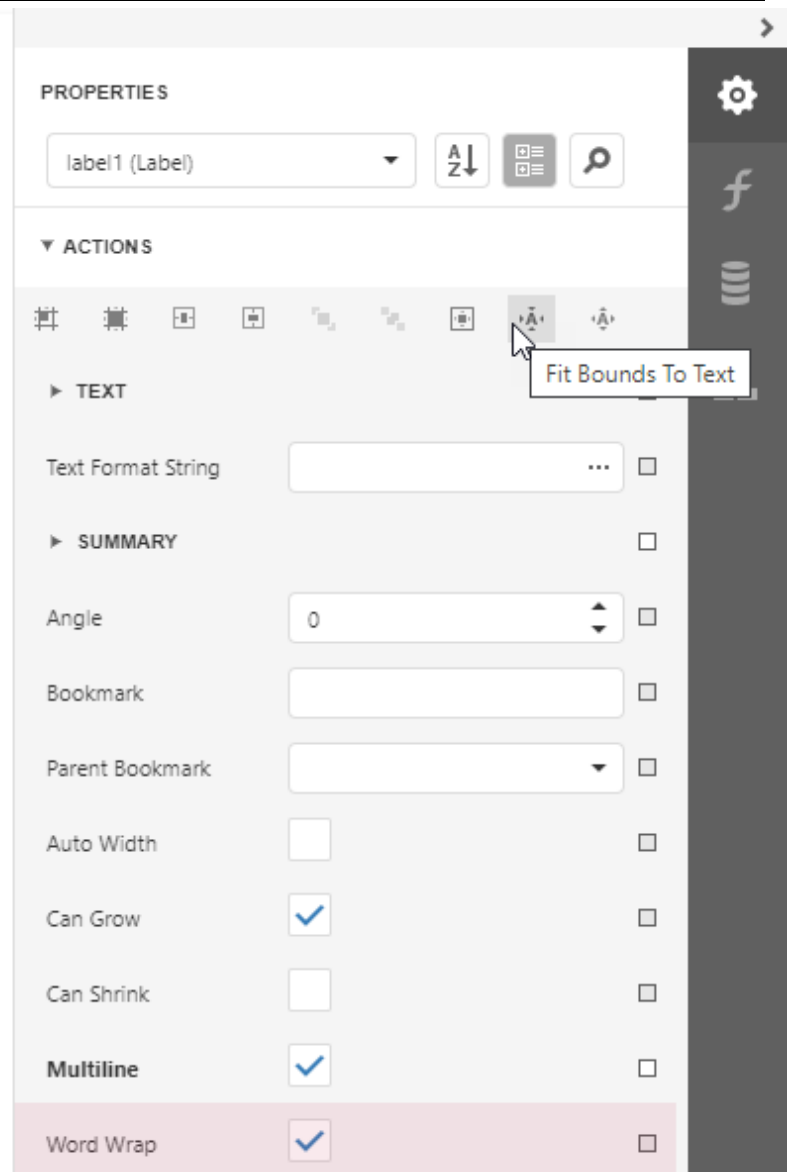 PROPERTIES
label1 (Label)
ACTIONS
Fit Bounds To Text
TEXT
Text Format String
SUMMARY
Angle
0
Bookmark
Parent Bookmark
Auto Width
Can Grow
Can Shrink
Multiline
Word Wrap